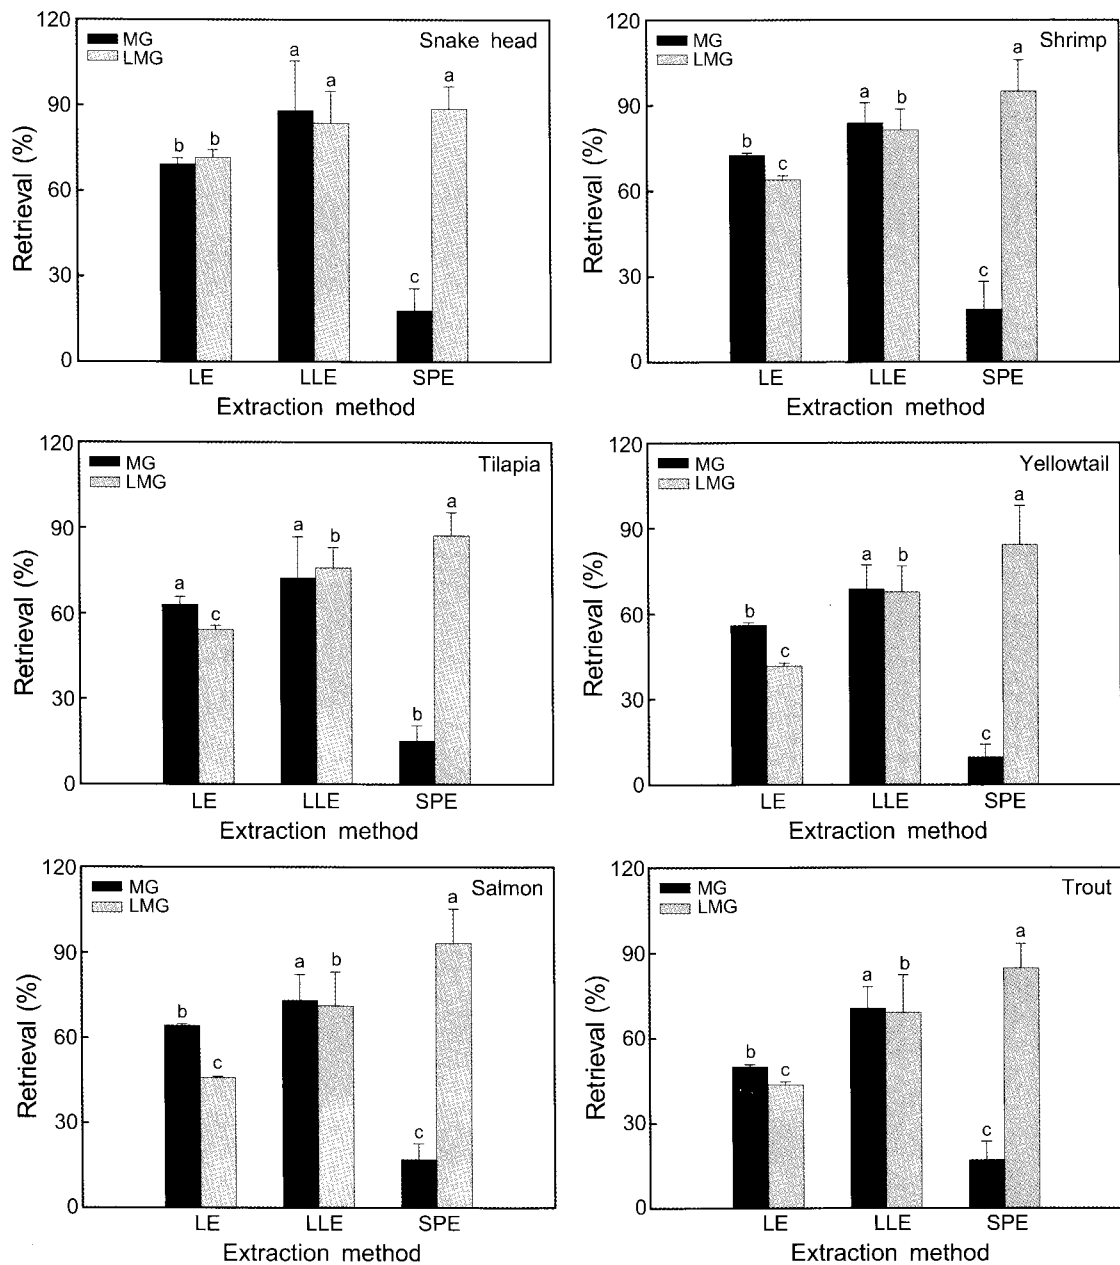 120
90
60
30
0
Retrieval (%)
MG
LMG
Snake head
b
b
a
a
c
a
LE
LLE
SPE
Extraction method
120
90
60
30
0
Retrieval (%)
MG
LMG
Shrimp
b
c
a
b
c
a
LE
LLE
SPE
Extraction method
120
90
60
30
0
Retrieval (%)
MG
LMG
Tilapia
a
c
a
b
b
a
LE
LLE
SPE
Extraction method
120
90
60
30
0
Retrieval (%)
MG
LMG
Yellowtail
b
c
a
b
c
a
LE
LLE
SPE
Extraction method
120
90
60
30
0
Retrieval (%)
MG
LMG
Salmon
b
c
a
b
c
a
LE
LLE
SPE
Extraction method
120
90
60
30
0
Retrieval (%)
MG
LMG
Trout
b
c
a
b
c
a
LE
LLE
SPE
Extraction method